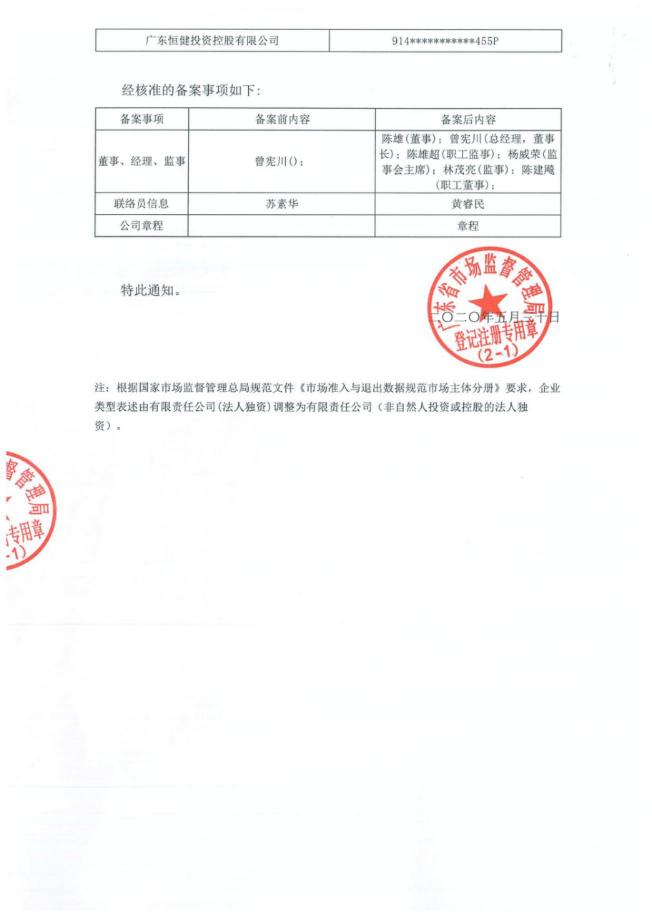 广东恒健投资控股有限公司 914***********455P
经核准的备案事项如下:
备案事项 备案前内容 备案后内容
董事、经理、监事 曾宪川(); 陈雄(董事); 曾宪川(总经理, 董事
长); 陈雄超(职工监事); 杨威荣(监
事会主席); 林茂亮(监事); 陈建飚
(职工董事);
联络员信息 苏素华 黄睿民
公司章程 章程
特此通知。
广东省市场监督管理局
二〇二〇年五月二十日
登记注册专用章
(2-1)
注: 根据国家市场监督管理总局规范文件《市场准入与退出数据规范市场主体分册》要求, 企业
类型表述由有限责任公司(法人独资)调整为有限责任公司（非自然人投资或控股的法人独
资）。
督管理局
专用章
-1)